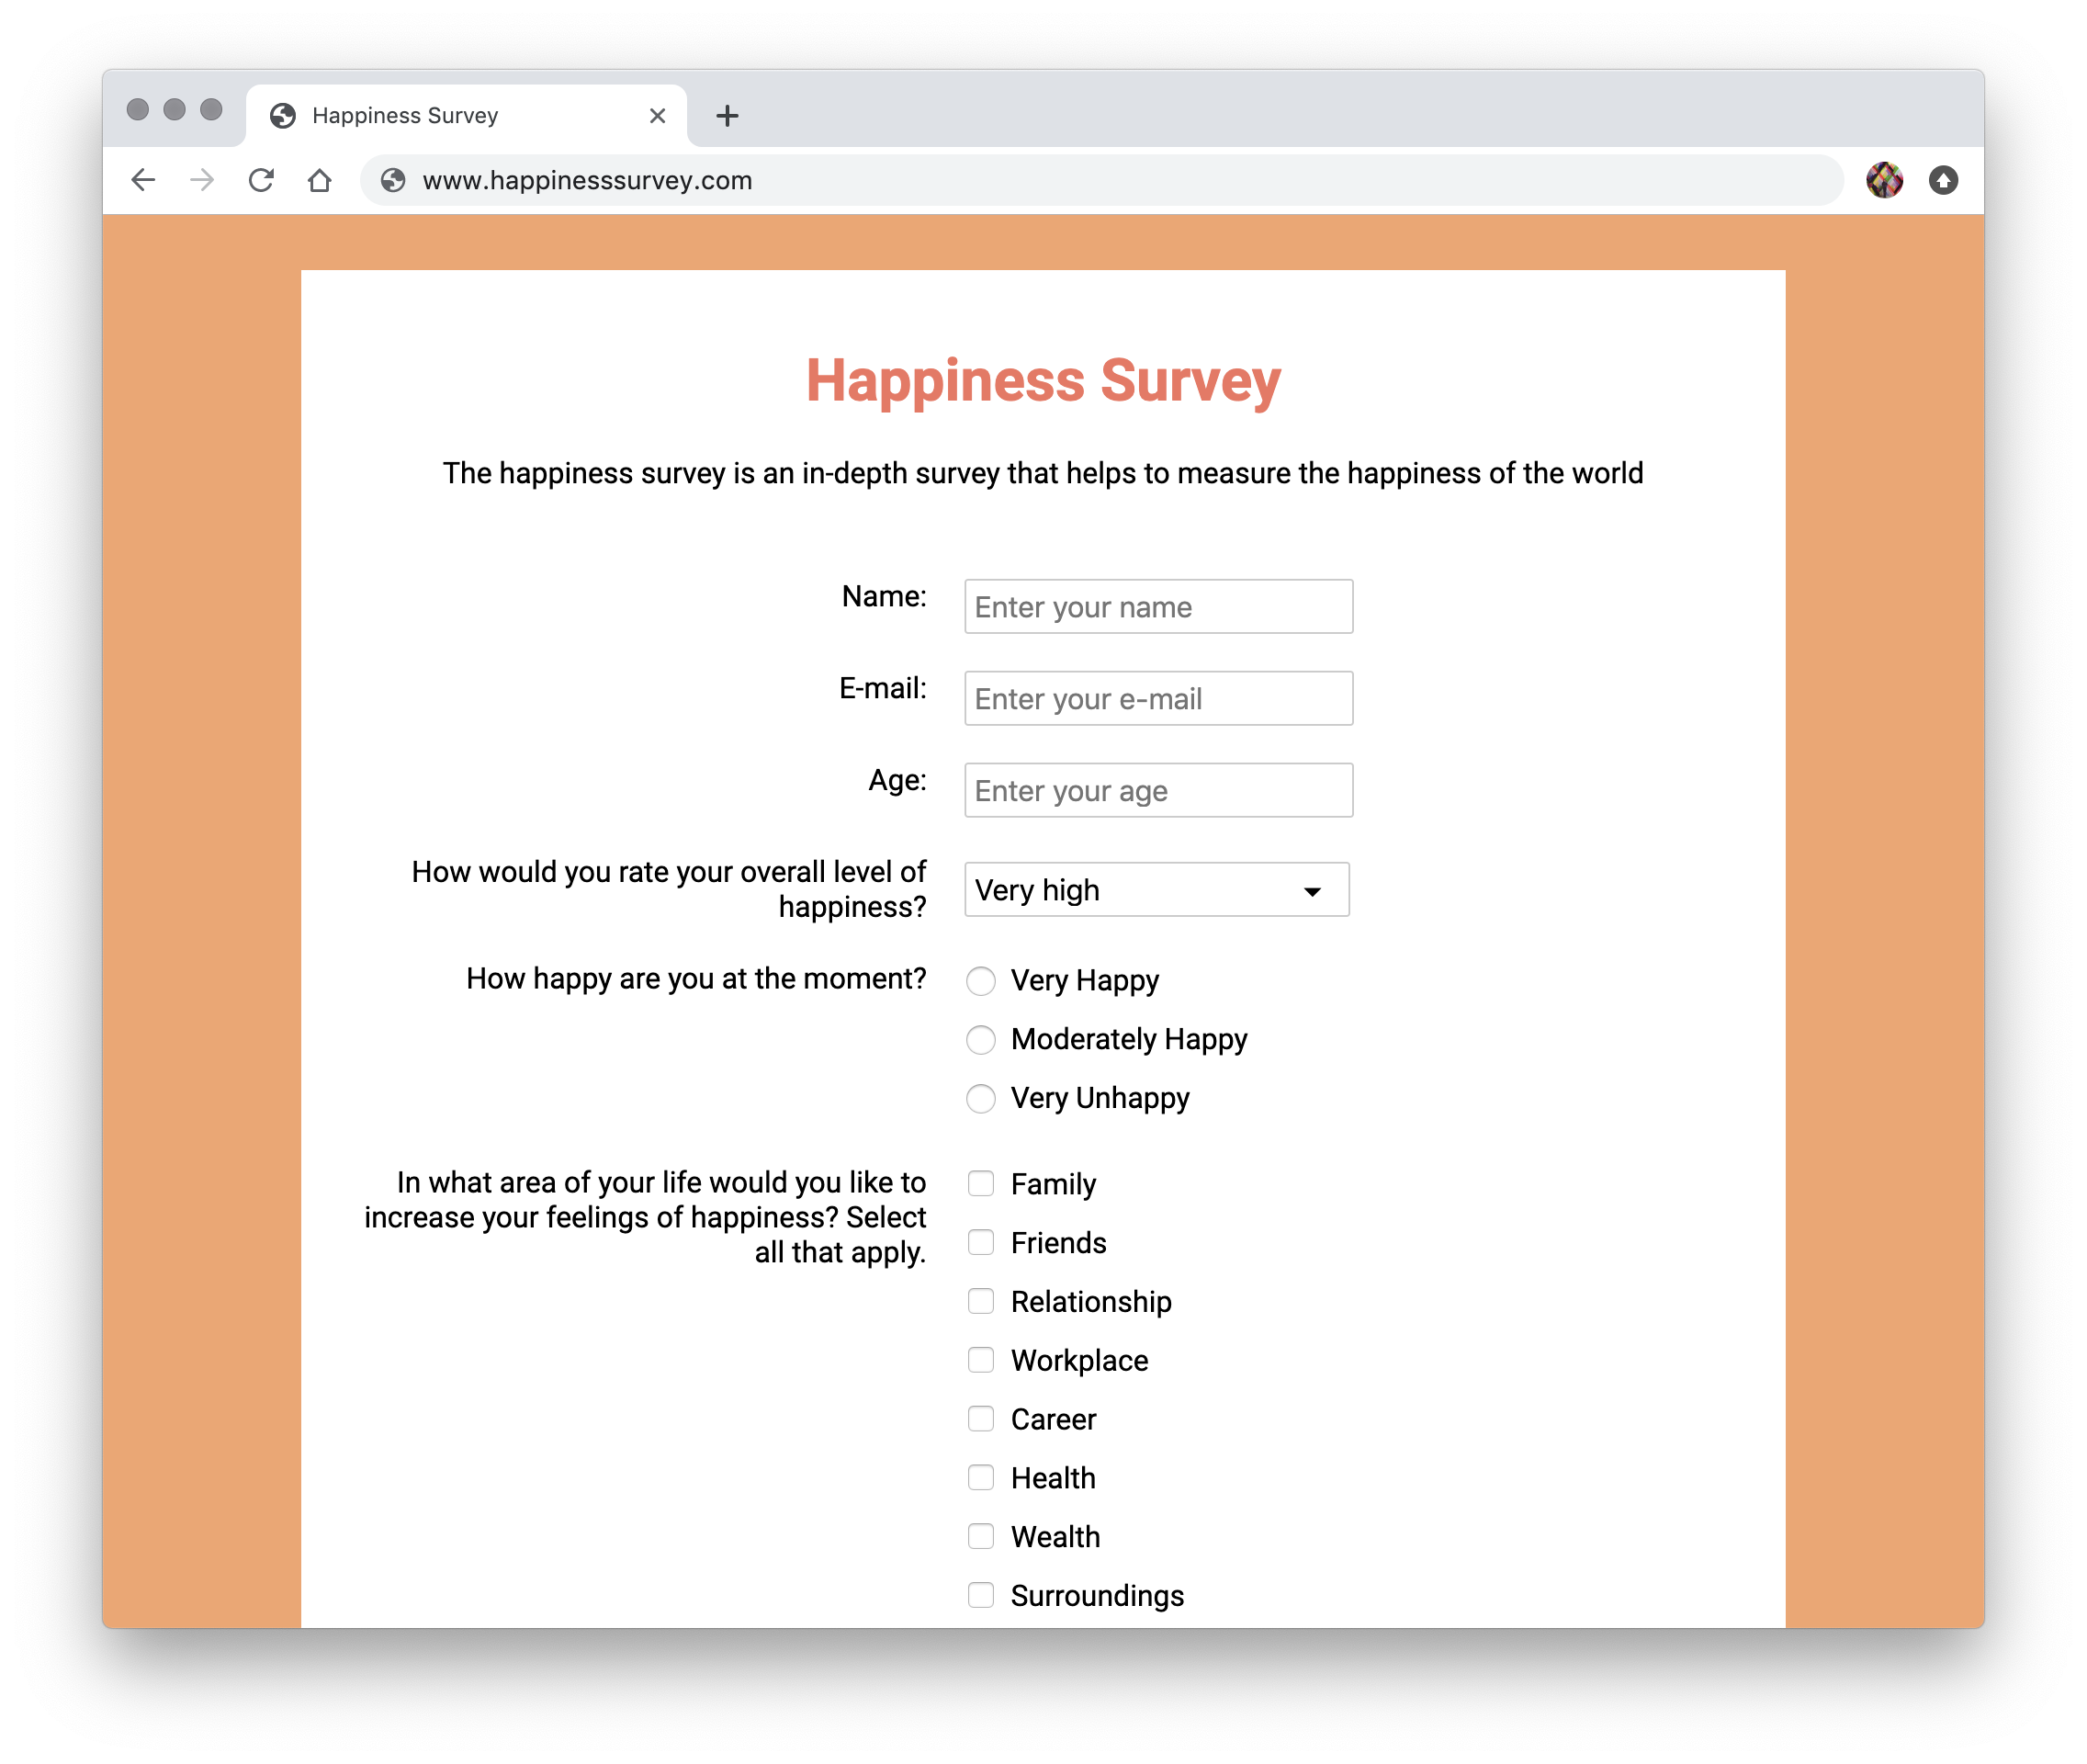 Happiness Survey
www.happinesssurvey.com
Happiness Survey
The happiness survey is an in-depth survey that helps to measure the happiness of the world
Name:
Enter your name
E-mail:
Enter your e-mail
Age:
Enter your age
How would you rate your overall level of
happiness?
Very high
How happy are you at the moment?
Very Happy
Moderately Happy
Very Unhappy
In what area of your life would you like to
increase your feelings of happiness? Select
all that apply.
Family
Friends
Relationship
Workplace
Career
Health
Wealth
Surroundings